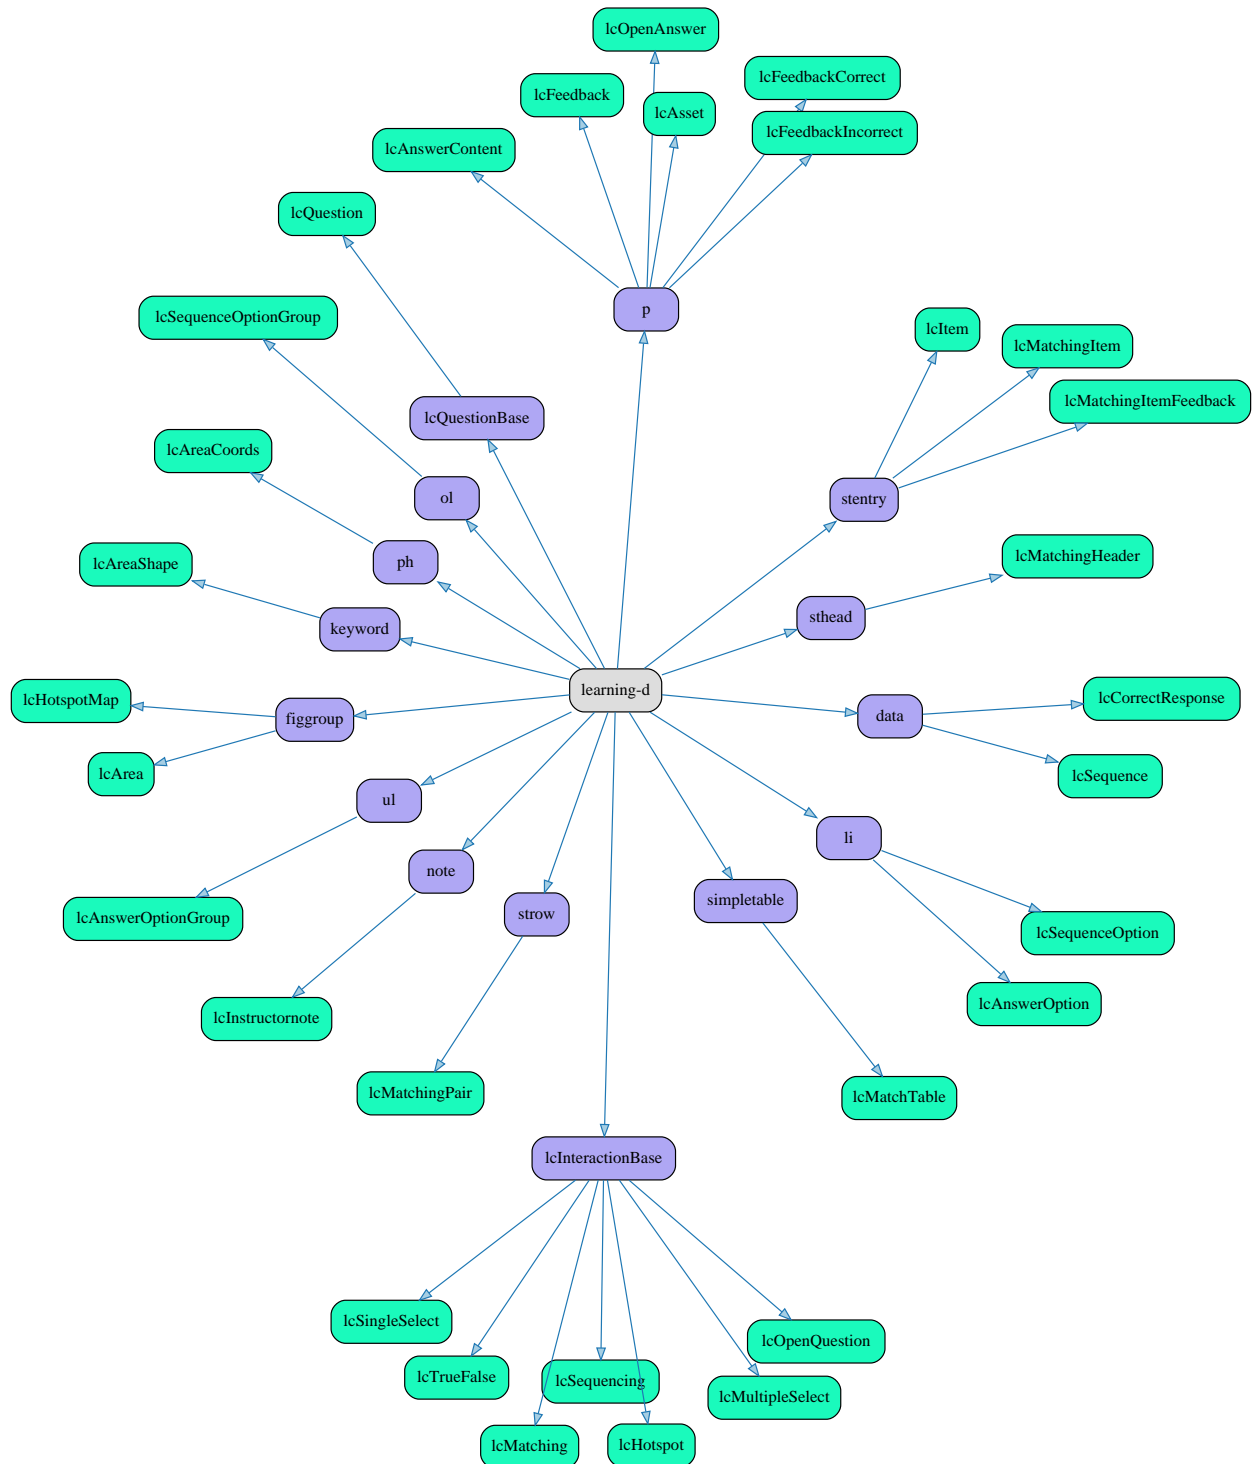 lcOpenAnswer
lcFeedbackCorrect
lcFeedback
lcAsset
lcFeedbackIncorrect
lcAnswerContent
lcQuestion
p
lcSequenceOptionGroup
lcItem
lcMatchingItem
lcMatchingItemFeedback
lcQuestionBase
lcAreaCoords
ol
stentry
lcMatchingHeader
ph
lcAreaShape
sthead
keyword
learning-d
lcHotspotMap
lcCorrectResponse
figgroup
data
lcArea
lcSequence
ul
li
note
simpletable
strow
lcAnswerOptionGroup
lcSequenceOption
lcAnswerOption
lcInstructornote
lcMatchingPair
lcMatchTable
lcInteractionBase
lcSingleSelect
lcOpenQuestion
lcTrueFalse
lcSequencing
lcMultipleSelect
lcMatching
lcHotspot